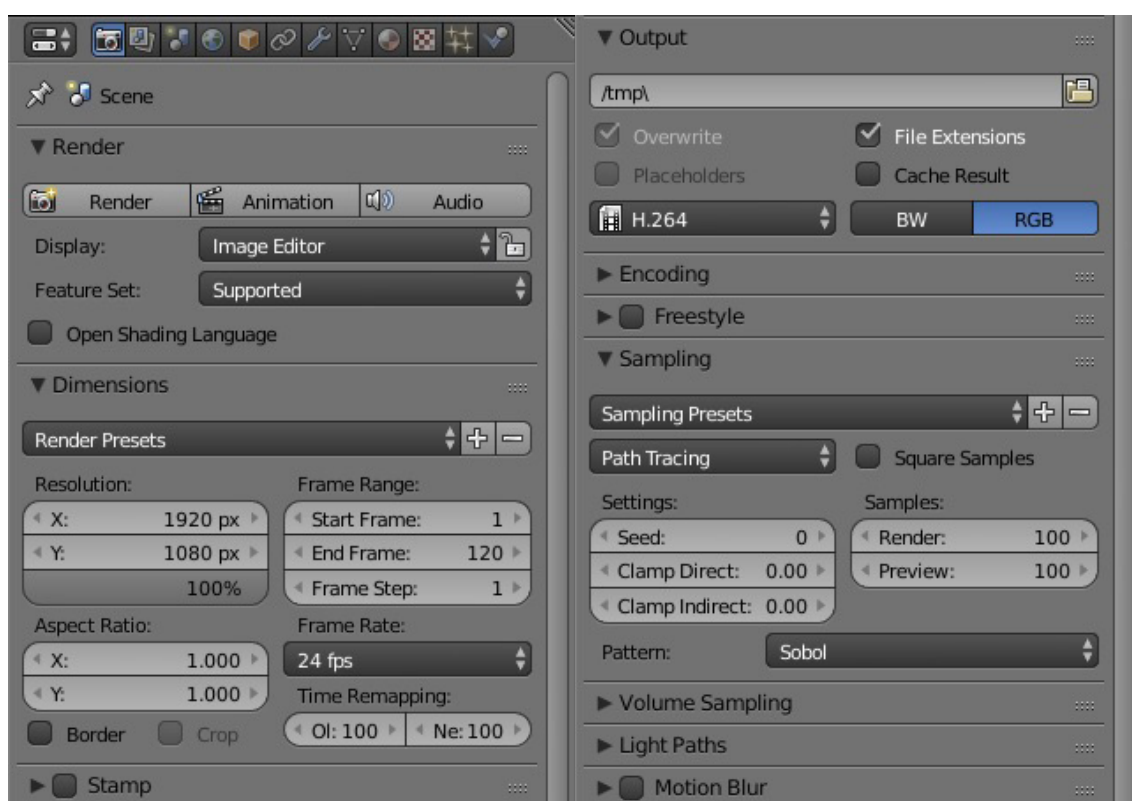 Scene
Render
Render Animation Audio
Display: Image Editor
Feature Set: Supported
Open Shading Language
Dimensions
Render Presets
Resolution: Frame Range:
X: 1920 px Start Frame: 1
Y: 1080 px End Frame: 120
100% Frame Step: 1
Aspect Ratio: Frame Rate:
X: 1.000 24 fps
Y: 1.000 Time Remapping:
Border Crop Ol: 100 Ne: 100
Stamp
Output
/tmp\
Overwrite File Extensions
Placeholders Cache Result
H.264 BW RGB
Encoding
Freestyle
Sampling
Sampling Presets
Path Tracing Square Samples
Settings: Samples:
Seed: 0 Render: 100
Clamp Direct: 0.00 Preview: 100
Clamp Indirect: 0.00
Pattern: Sobol
Volume Sampling
Light Paths
Motion Blur